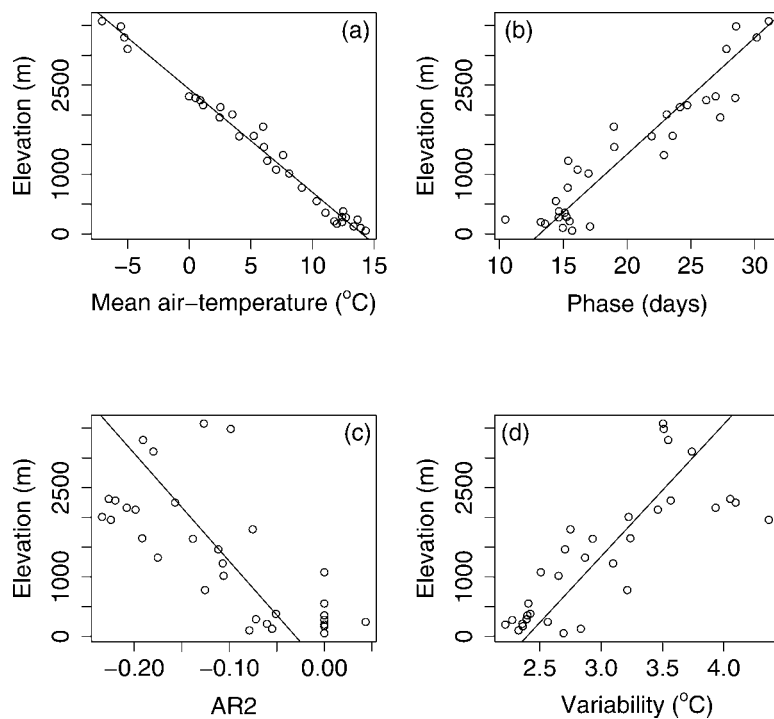 (a)
Elevation (m)
0 1000 2500
−5 0 5 10 15
Mean air−temperature (°C)
(b)
Elevation (m)
0 1000 2500
10 15 20 25 30
Phase (days)
(c)
Elevation (m)
0 1000 2500
−0.20 −0.10 0.00
AR2
(d)
Elevation (m)
0 1000 2500
2.5 3.0 3.5 4.0
Variability (°C)